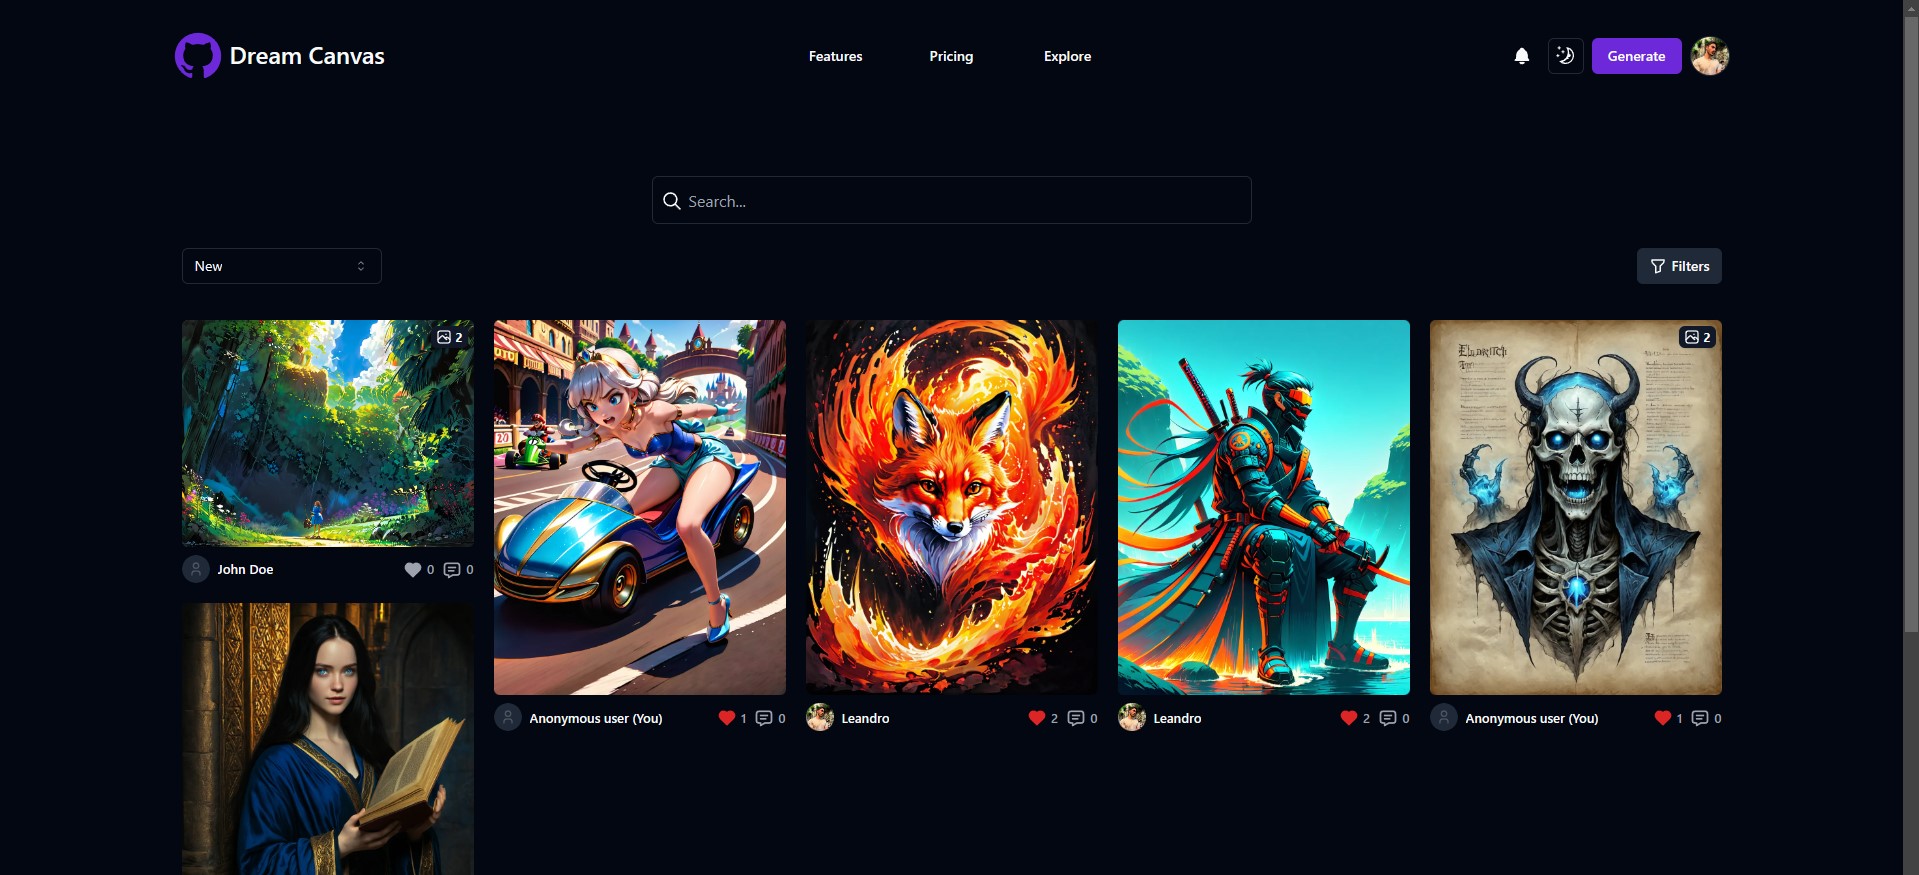 Dream Canvas
Features
Pricing
Explore
Generate
Search...
New
Filters
2
20
ELDRITCH
2
John Doe
0
0
Anonymous user (You)
1
0
Leandro
2
0
Leandro
2
0
Anonymous user (You)
1
0